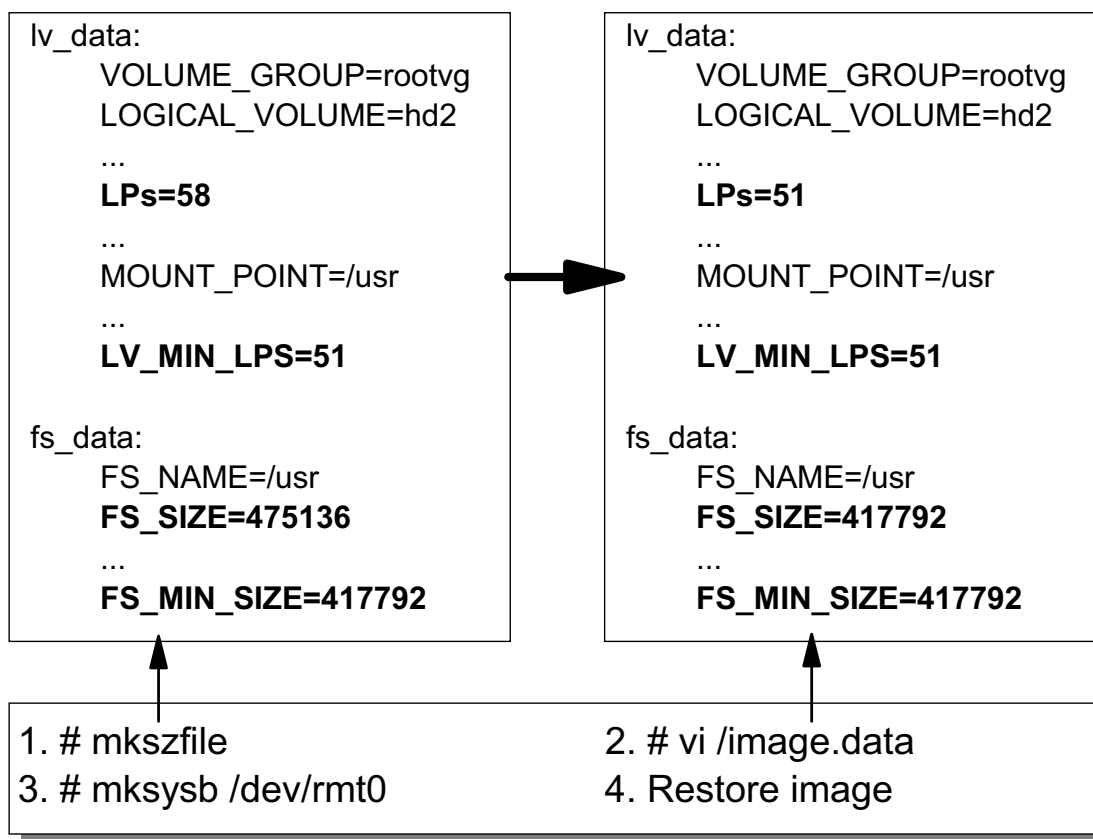 lv_data:
VOLUME_GROUP=rootvg
LOGICAL_VOLUME=hd2
...
LPs=58
...
MOUNT_POINT=/usr
...
LV_MIN_LPS=51
fs_data:
FS_NAME=/usr
FS_SIZE=475136
...
FS_MIN_SIZE=417792
lv_data:
VOLUME_GROUP=rootvg
LOGICAL_VOLUME=hd2
...
LPs=51
...
MOUNT_POINT=/usr
...
LV_MIN_LPS=51
fs_data:
FS_NAME=/usr
FS_SIZE=417792
...
FS_MIN_SIZE=417792
1. # mkszfile
2. # vi /image.data
3. # mksysb /dev/rmt0
4. Restore image